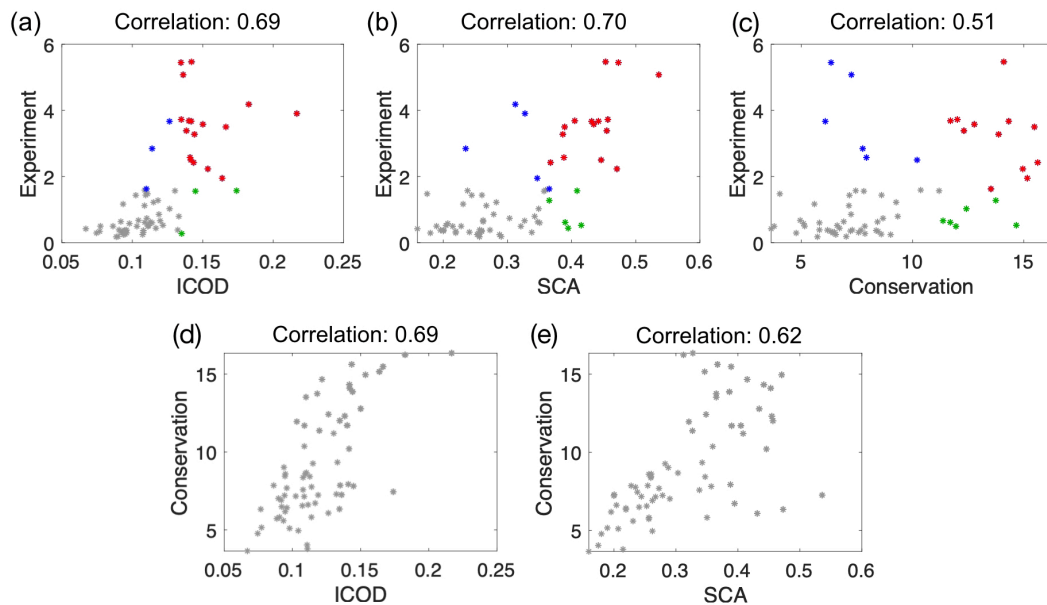 (a) Correlation: 0.69
Experiment
6
4
2
0
0.05 0.1 0.15 0.2 0.25
ICOD
(b) Correlation: 0.70
Experiment
6
4
2
0
0.2 0.3 0.4 0.5 0.6
SCA
(c) Correlation: 0.51
Experiment
6
4
2
0
5 10 15
Conservation
(d) Correlation: 0.69
Conservation
15
10
5
0.05 0.1 0.15 0.2 0.25
ICOD
(e) Correlation: 0.62
Conservation
15
10
5
0.2 0.3 0.4 0.5 0.6
SCA